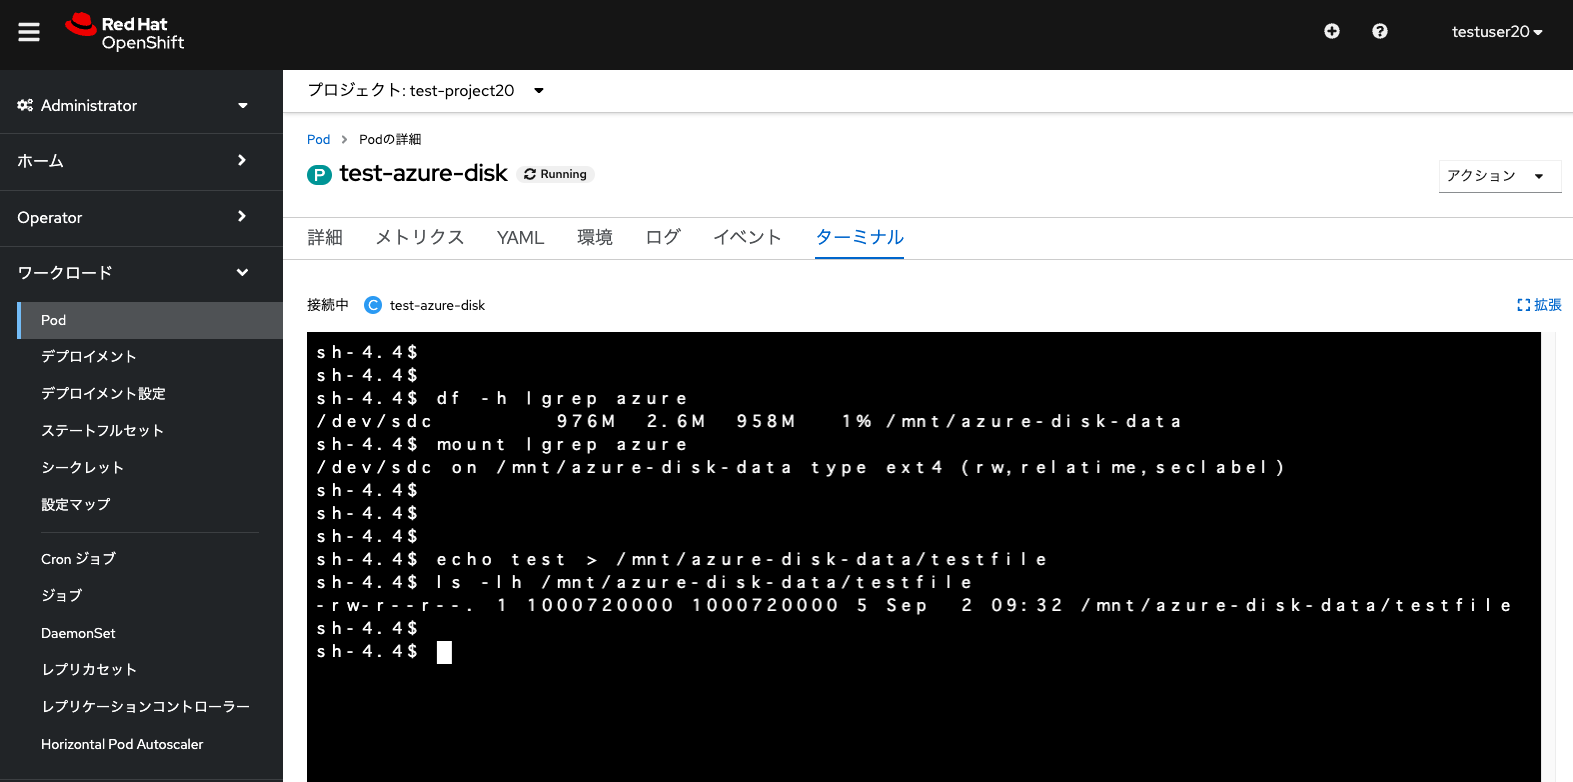 Red Hat
OpenShift
testuser20
Administrator
ホーム
Operator
ワークロード
Pod
デプロイメント
デプロイメント設定
ステートフルセット
シークレット
設定マップ
Cron ジョブ
ジョブ
DaemonSet
レプリカセット
レプリケーションコントローラー
Horizontal Pod Autoscaler
プロジェクト: test-project20
Pod > Podの詳細
P test-azure-disk Running
アクション
詳細 メトリクス YAML 環境 ログ イベント ターミナル
接続中 C test-azure-disk
拡張
sh-4.4$
sh-4.4$
sh-4.4$ df -h |grep azure
/dev/sdc 976M 2.6M 958M 1% /mnt/azure-disk-data
sh-4.4$ mount |grep azure
/dev/sdc on /mnt/azure-disk-data type ext4 (rw,relatime,seclabel)
sh-4.4$
sh-4.4$
sh-4.4$
sh-4.4$ echo test > /mnt/azure-disk-data/testfile
sh-4.4$ ls -lh /mnt/azure-disk-data/testfile
-rw-r--r--. 1 1000720000 1000720000 5 Sep 2 09:32 /mnt/azure-disk-data/testfile
sh-4.4$
sh-4.4$